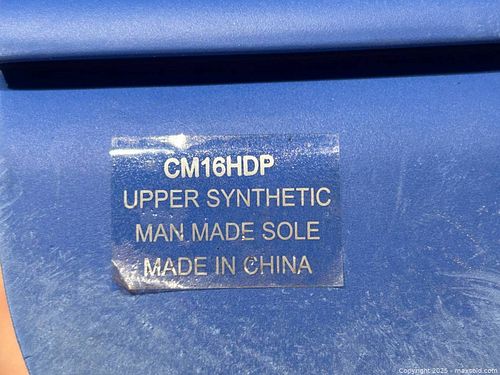 CM16HDP
UPPER SYNTHETIC
MAN MADE SOLE
MADE IN CHINA
Copyright 2025 - maxsold.com